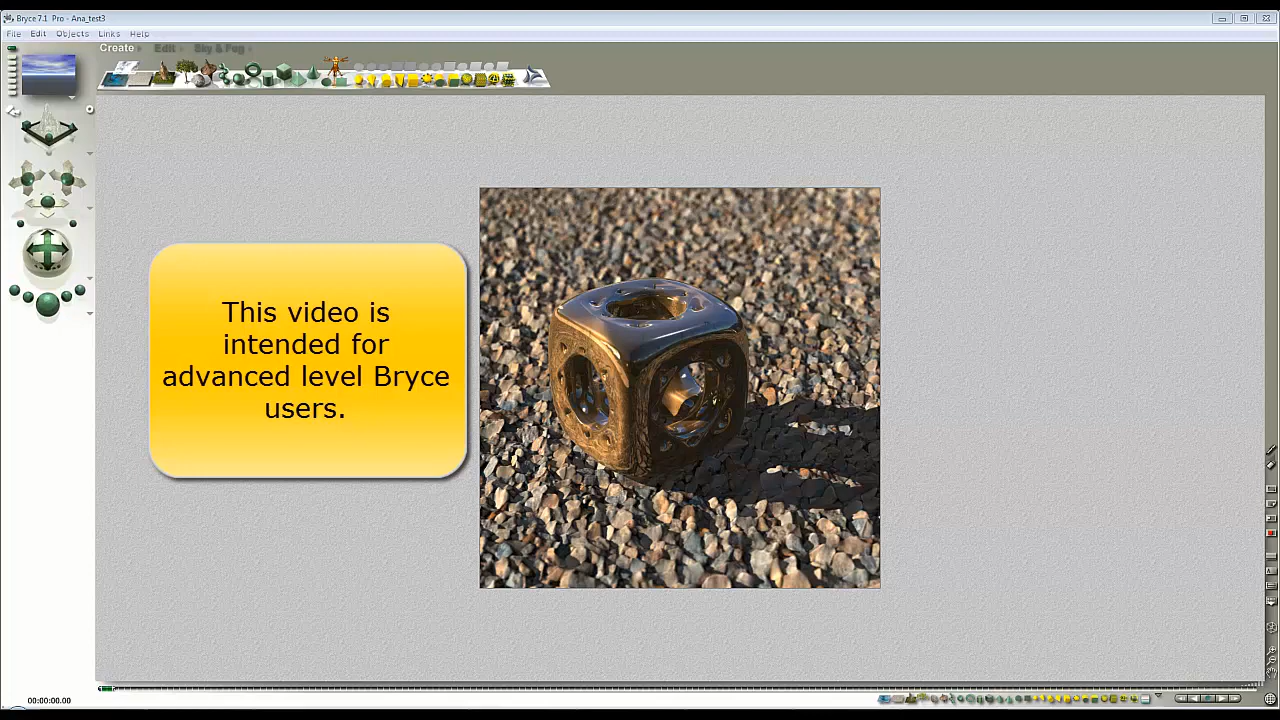 Bryce 7.1 Pro - Ana_test3
File Edit Objects Links Help
Create Edit Sky & Fog
This video is
intended for
advanced level Bryce
users.
00:00:00.00